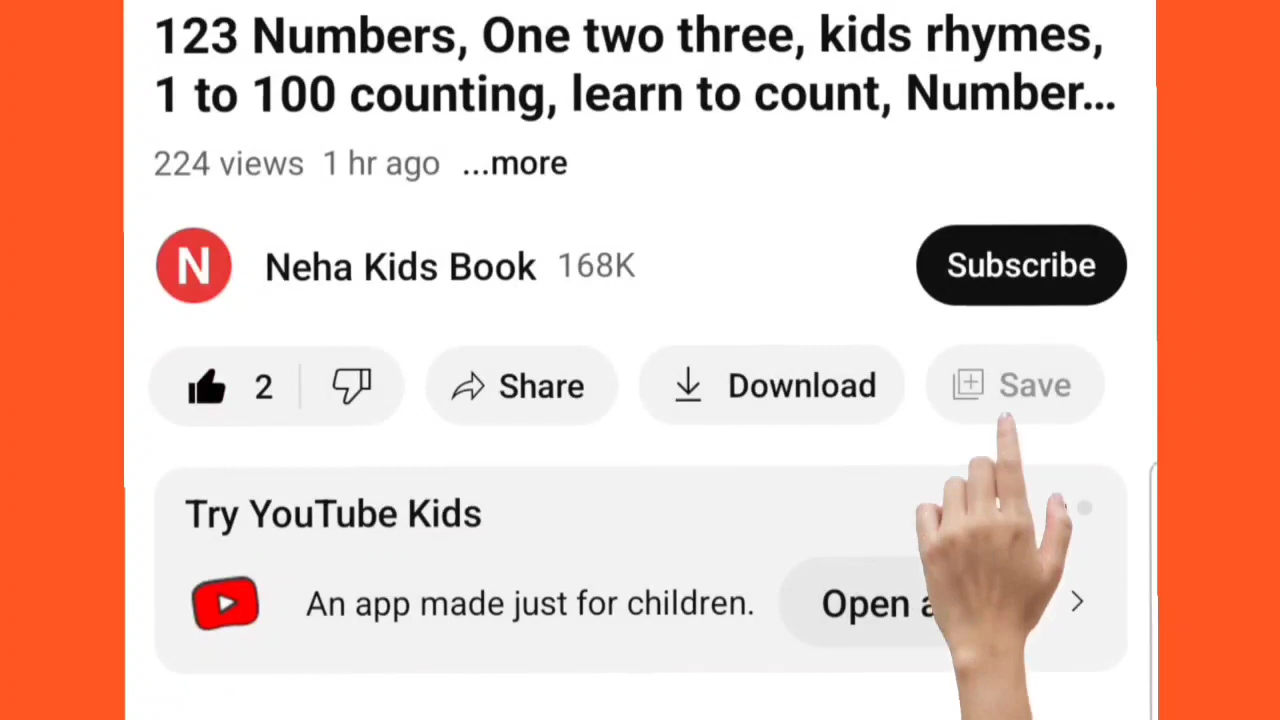 123 Numbers, One two three, kids rhymes,
1 to 100 counting, learn to count, Number...
224 views 1 hr ago ...more
N Neha Kids Book 168K Subscribe
2 Share Download Save
Try YouTube Kids
An app made just for children. Open